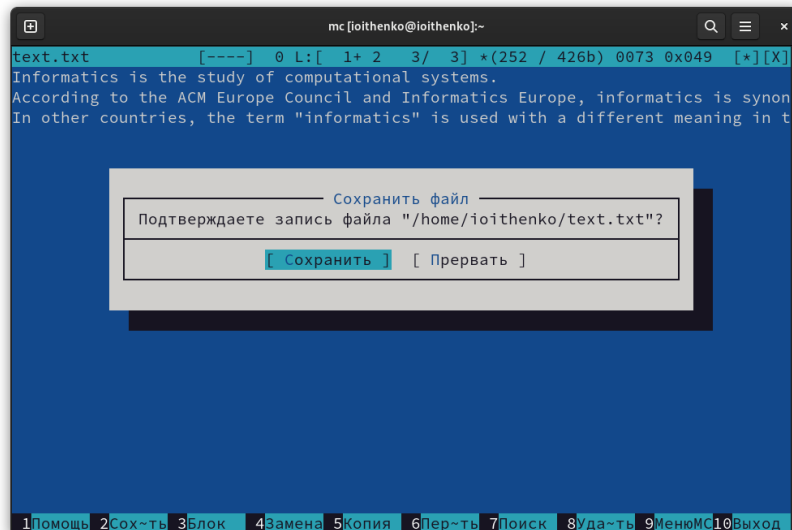 mc [ioithenko@ioithenko]:~
text.txt [----] 0 L:[ 1+ 2 3/ 3] *(252 / 426b) 0073 0x049 [*][X]
Informatics is the study of computational systems.
According to the ACM Europe Council and Informatics Europe, informatics is synon
In other countries, the term "informatics" is used with a different meaning in t
Сохранить файл
Подтверждаете запись файла "/home/ioithenko/text.txt"?
[ Сохранить ] [ Прервать ]
1Помощь 2Сох~ть 3Блок 4Замена 5Копия 6Пер~ть 7Поиск 8Уда~ть 9МенюMC 10Выход